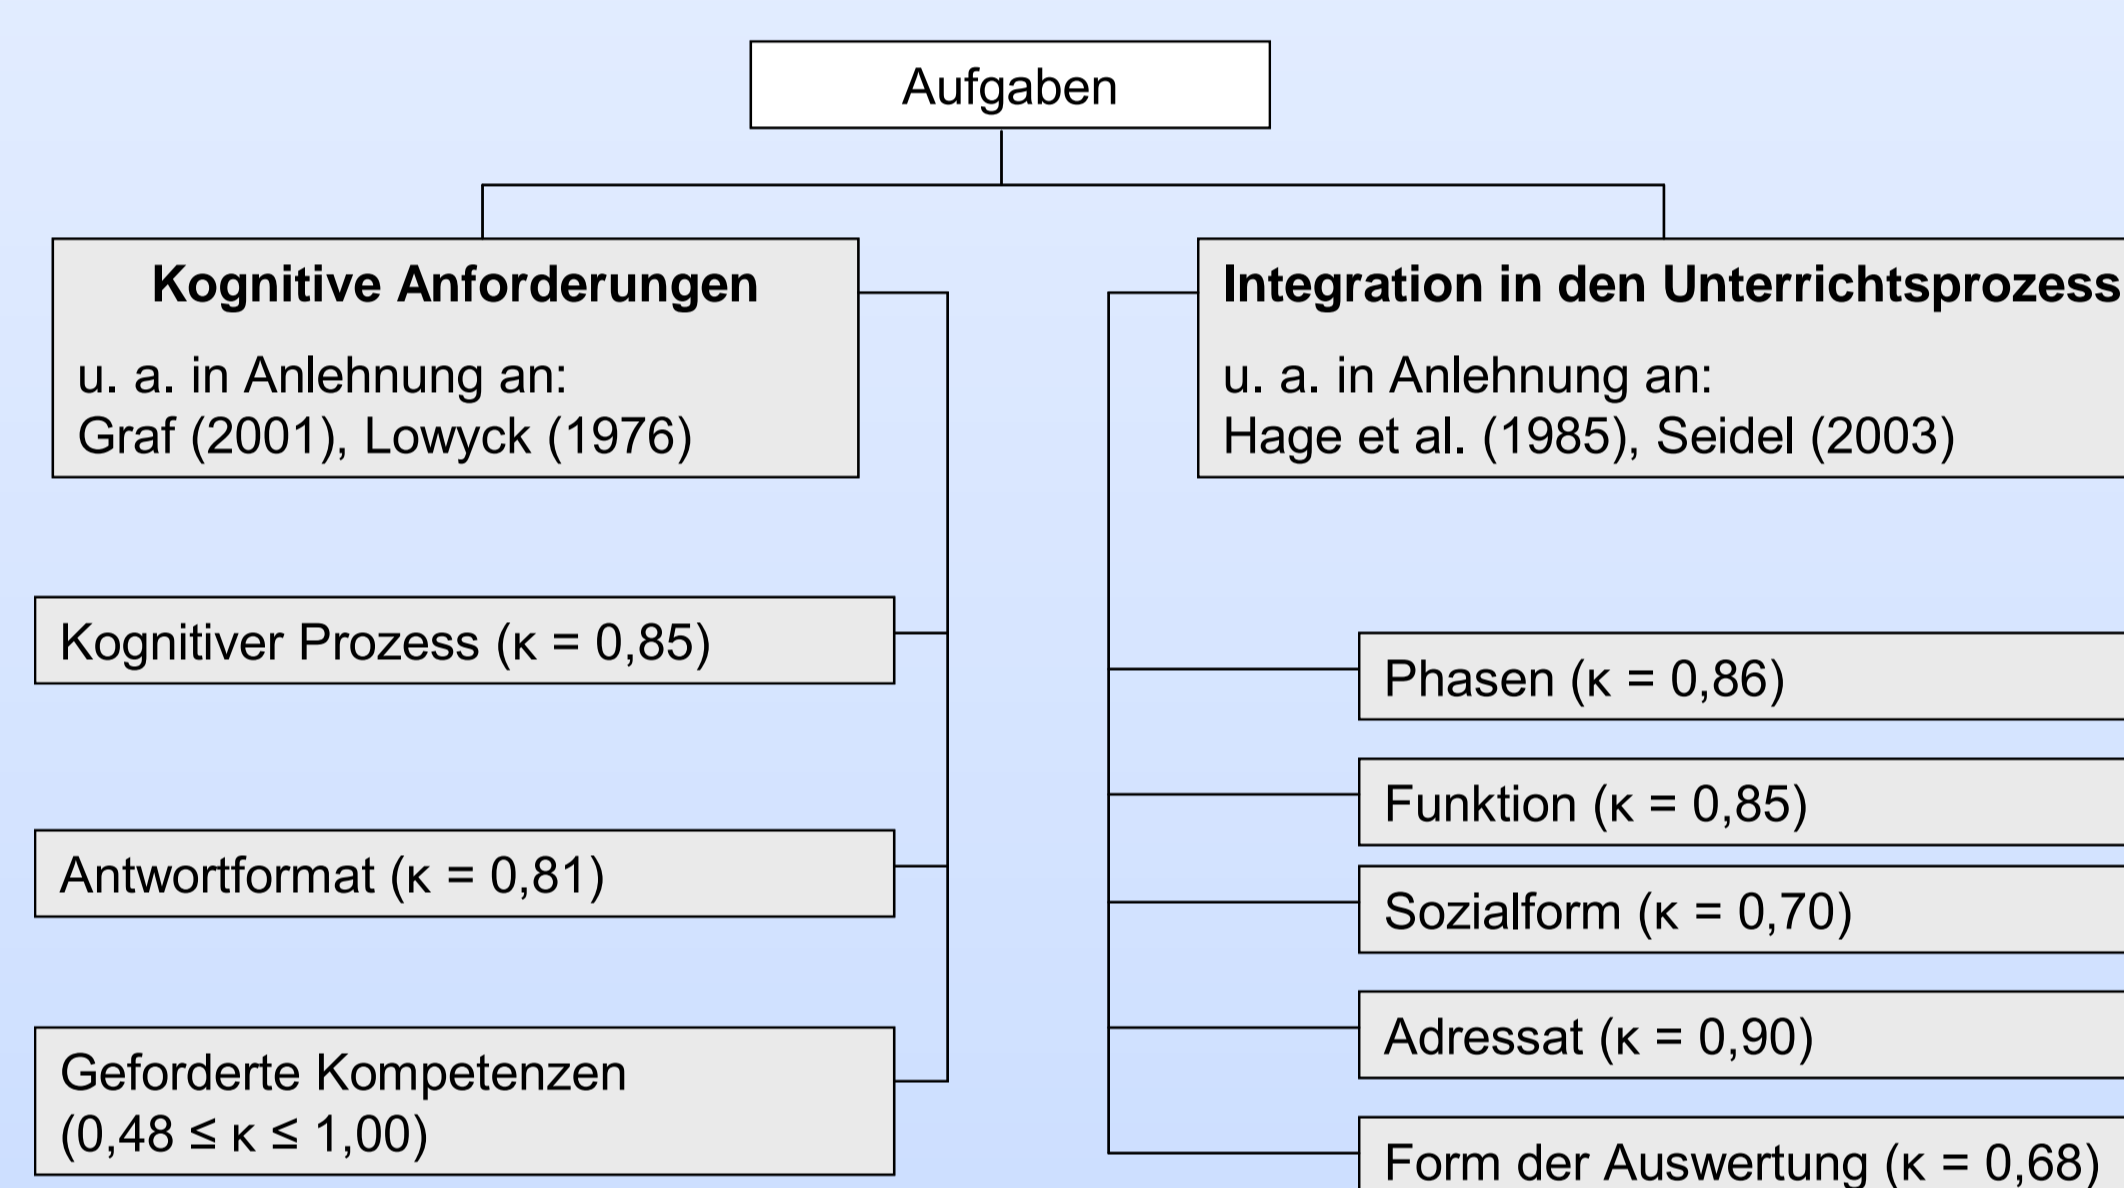 Aufgaben
Kognitive Anforderungen
u. a. in Anlehnung an:
Graf (2001), Lowyck (1976)
Kognitiver Prozess (κ = 0,85)
Antwortformat (κ = 0,81)
Geforderte Kompetenzen
(0,48 ≤ κ ≤ 1,00)
Integration in den Unterrichtsprozess
u. a. in Anlehnung an:
Hage et al. (1985), Seidel (2003)
Phasen (κ = 0,86)
Funktion (κ = 0,85)
Sozialform (κ = 0,70)
Adressat (κ = 0,90)
Form der Auswertung (κ = 0,68)